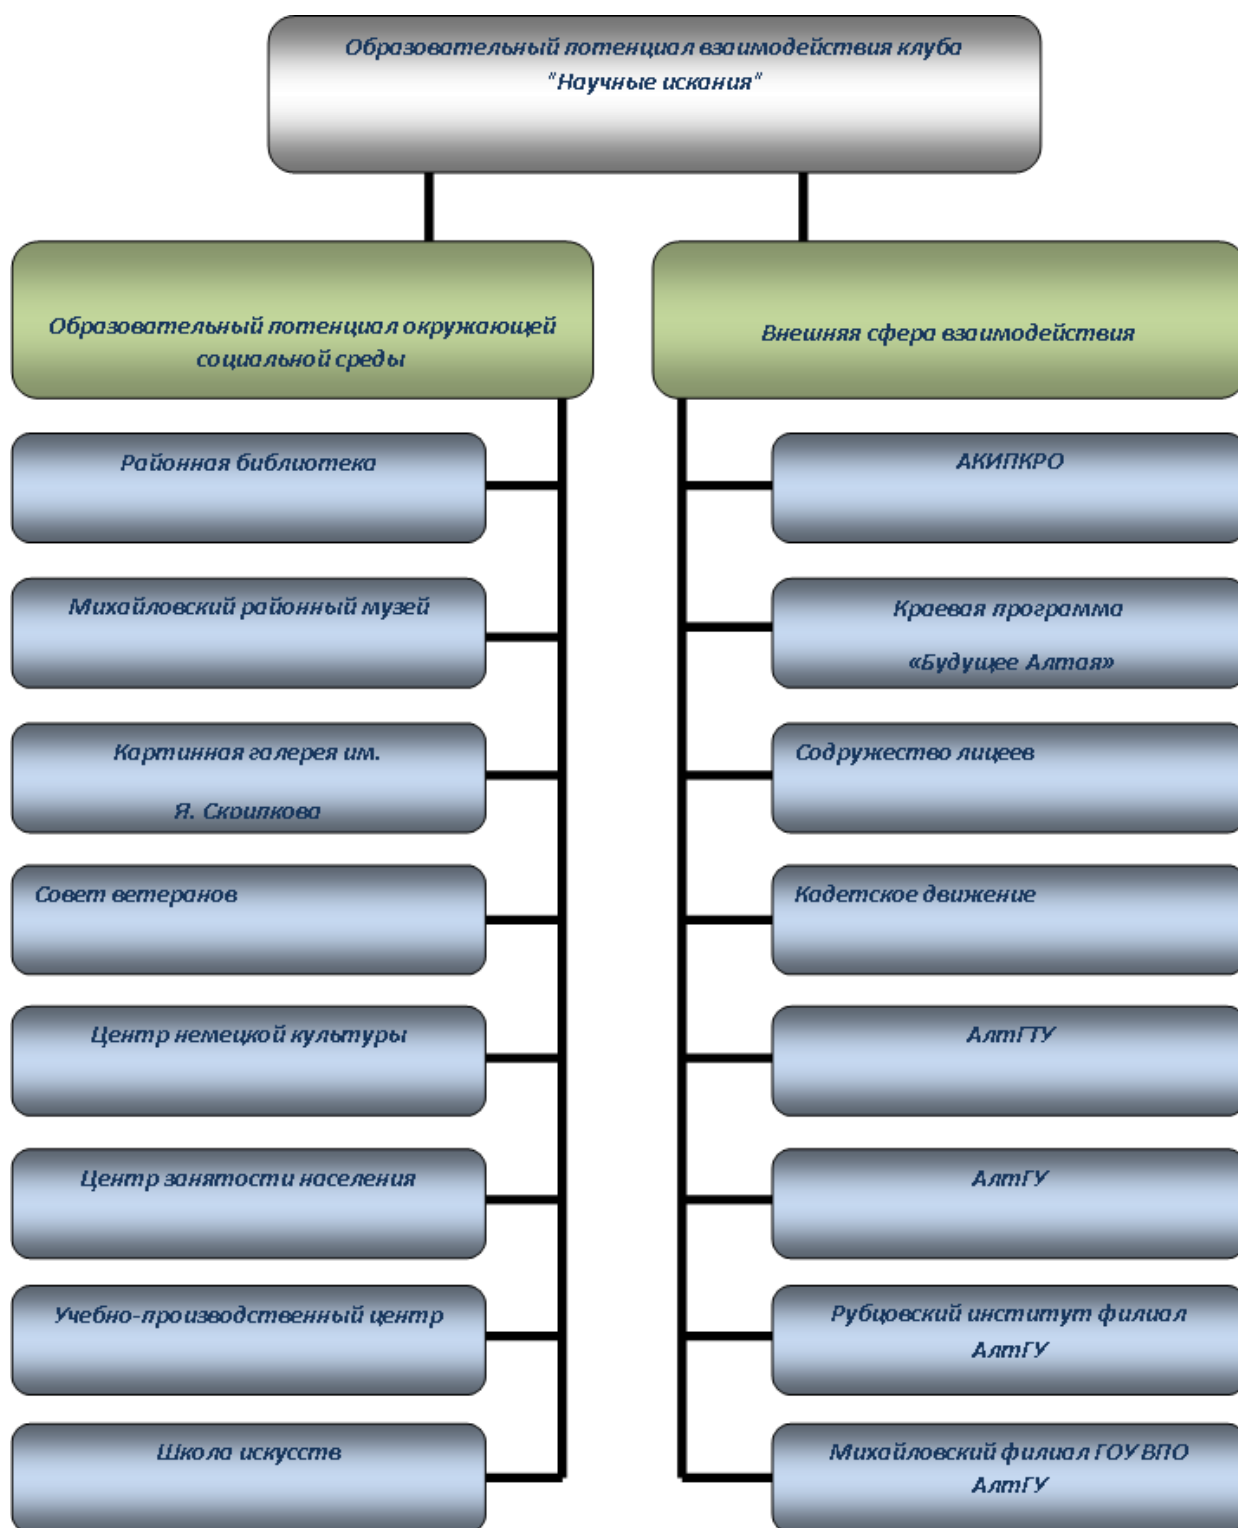 Образовательный потенциал взаимодействия клуба
"Научные искания"
Образовательный потенциал окружающей
социальной среды
Внешняя сфера взаимодействия
Районная библиотека
Михайловский районный музей
Картинная галерея им.
Я. Скрипкова
Совет ветеранов
Центр немецкой культуры
Центр занятости населения
Учебно-производственный центр
Школа искусств
АКИПКРО
Краевая программа
«Будущее Алтая»
Содружество лицеев
Кадетское движение
АлтГТУ
АлтГУ
Рубцовский институт филиал
АлтГУ
Михайловский филиал ГОУ ВПО
АлтГУ